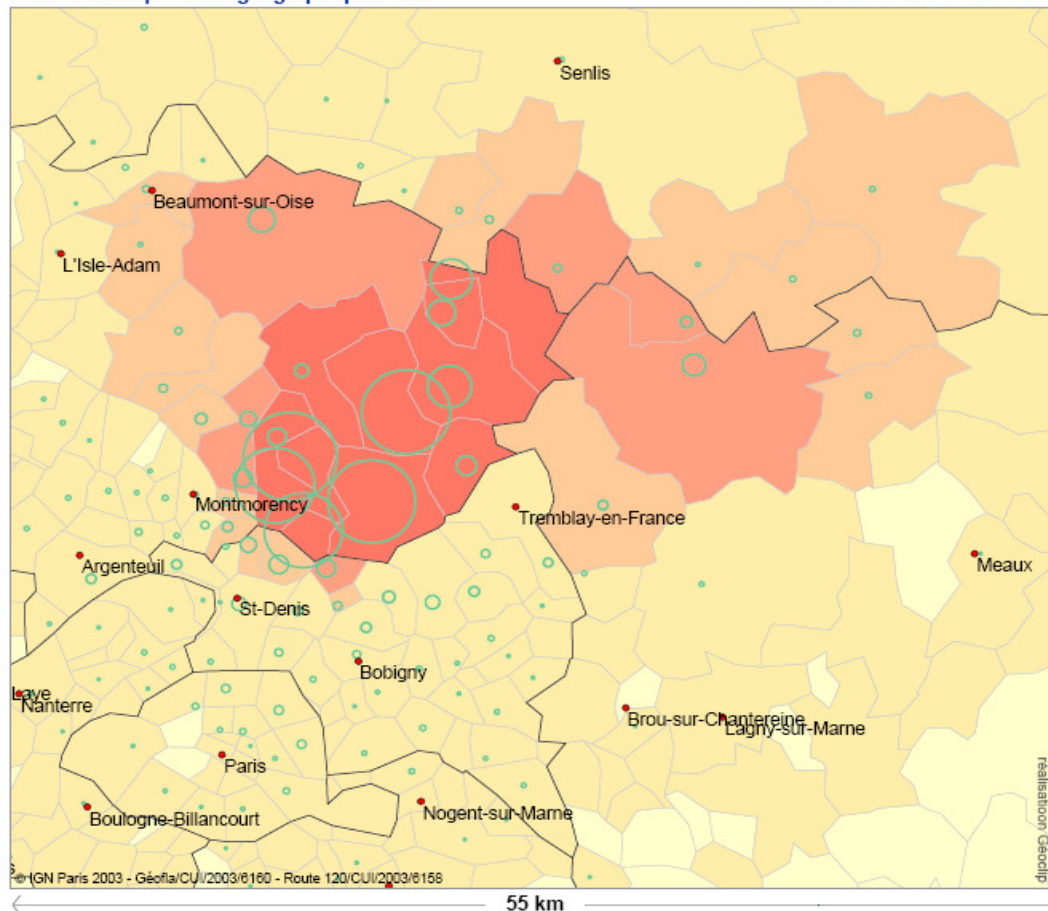 Senlis
Beaumont-sur-Oise
L'Isle-Adam
Montmorency
Tremblay-en-France
Argenteuil
Meaux
St-Denis
Bobigny
Laye
Nanterre
Brou-sur-Chantereine
Lagny-sur-Marne
Paris
Boulogne-Billancourt
Nogent-sur-Marne
réalisatioon Géoclip
s
© IGN Paris 2003 - Géofla/CUI/2003/6160 - Route 120/CUI/2003/6158
55 km